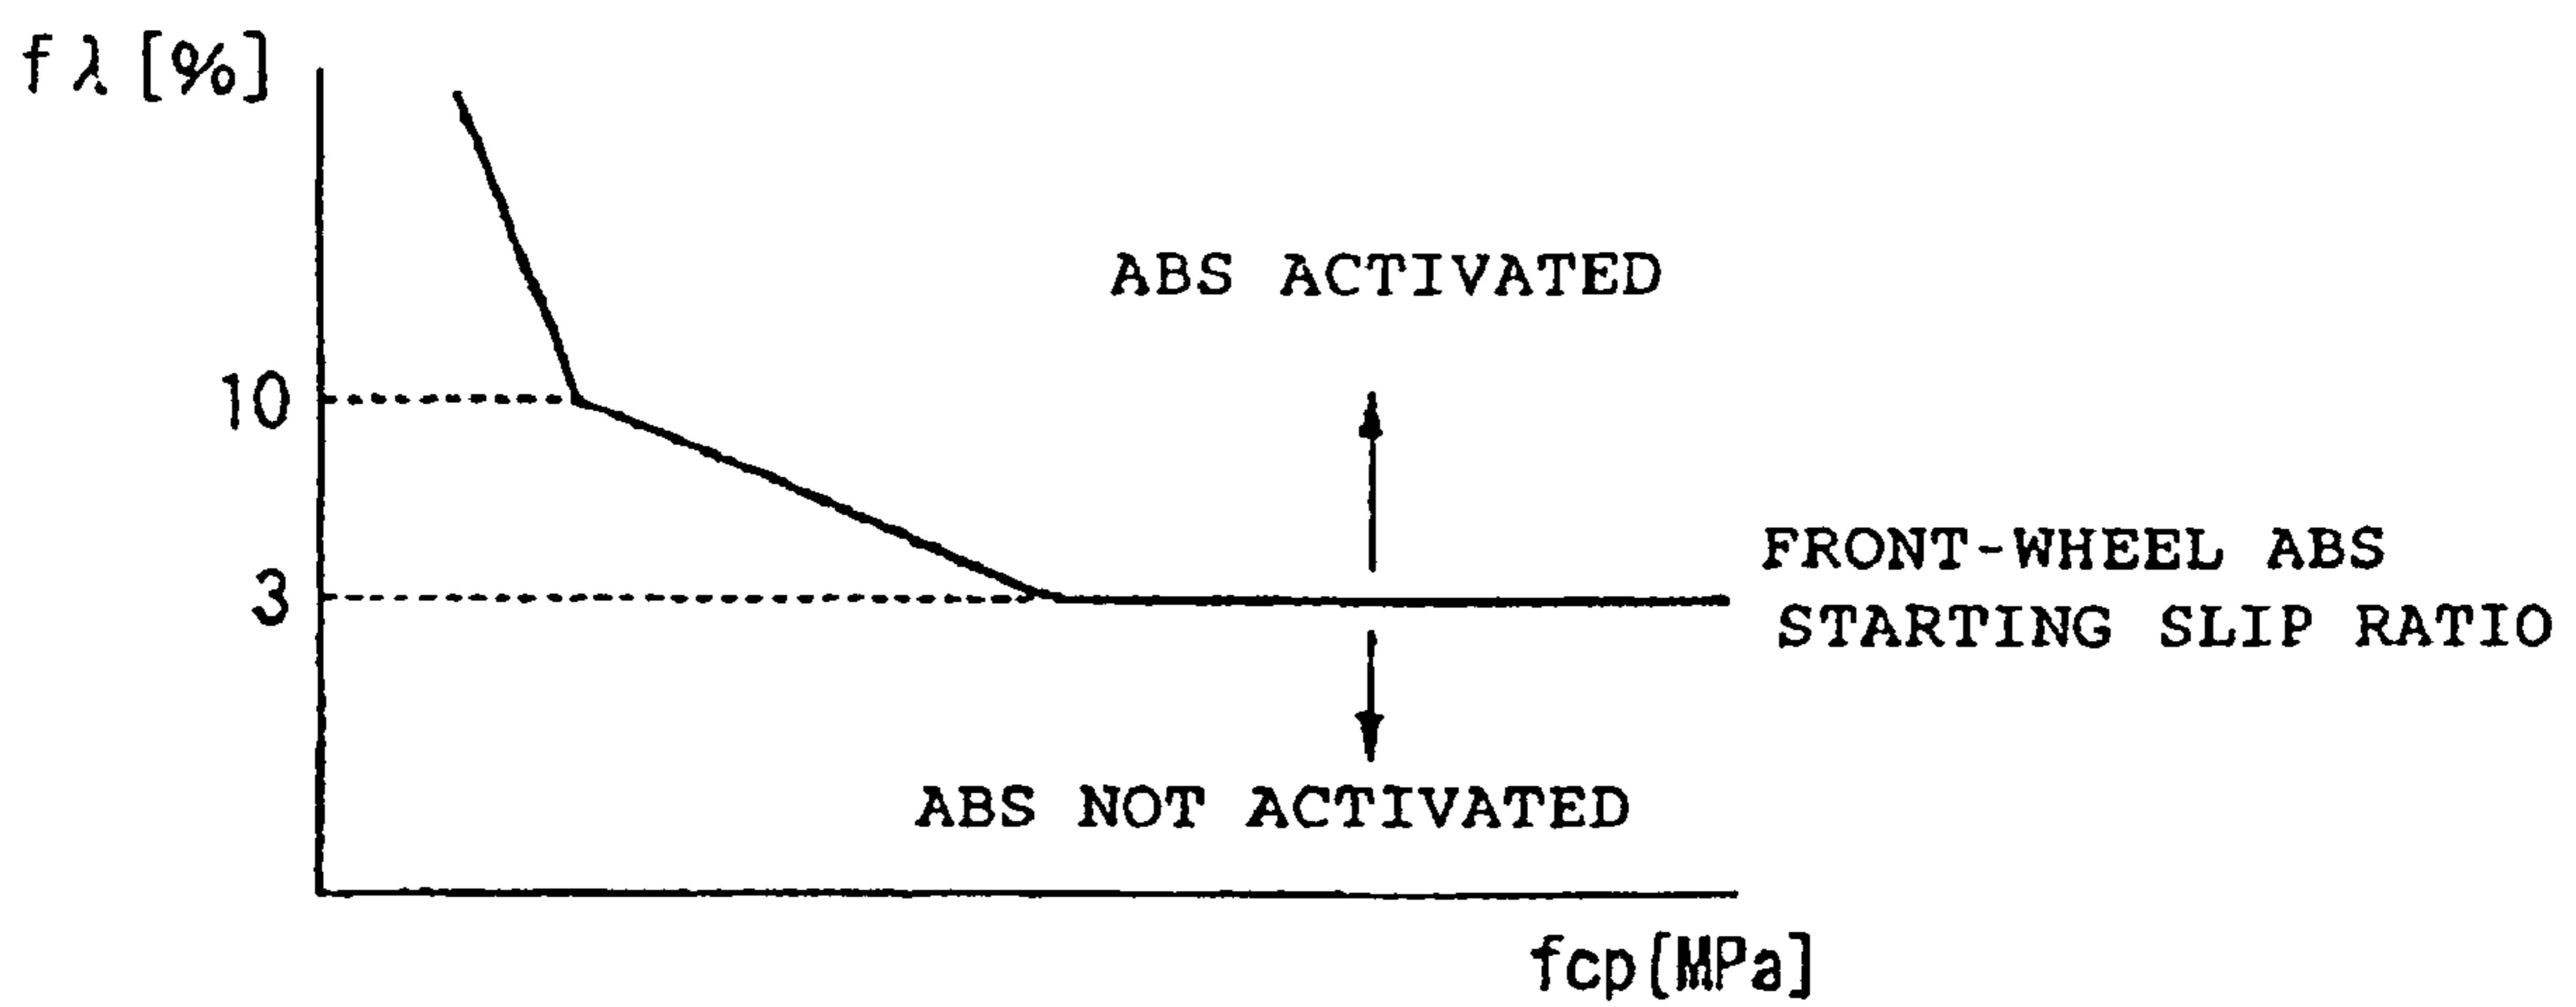 fλ [%]
ABS ACTIVATED
10
FRONT-WHEEL ABS
STARTING SLIP RATIO
3
ABS NOT ACTIVATED
fcp[MPa]